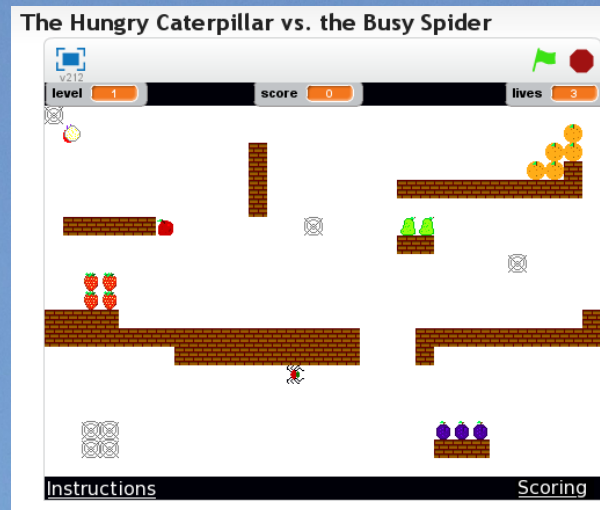 The Hungry Caterpillar vs. the Busy Spider
v212
level 1 score 0 lives 3
Instructions Scoring